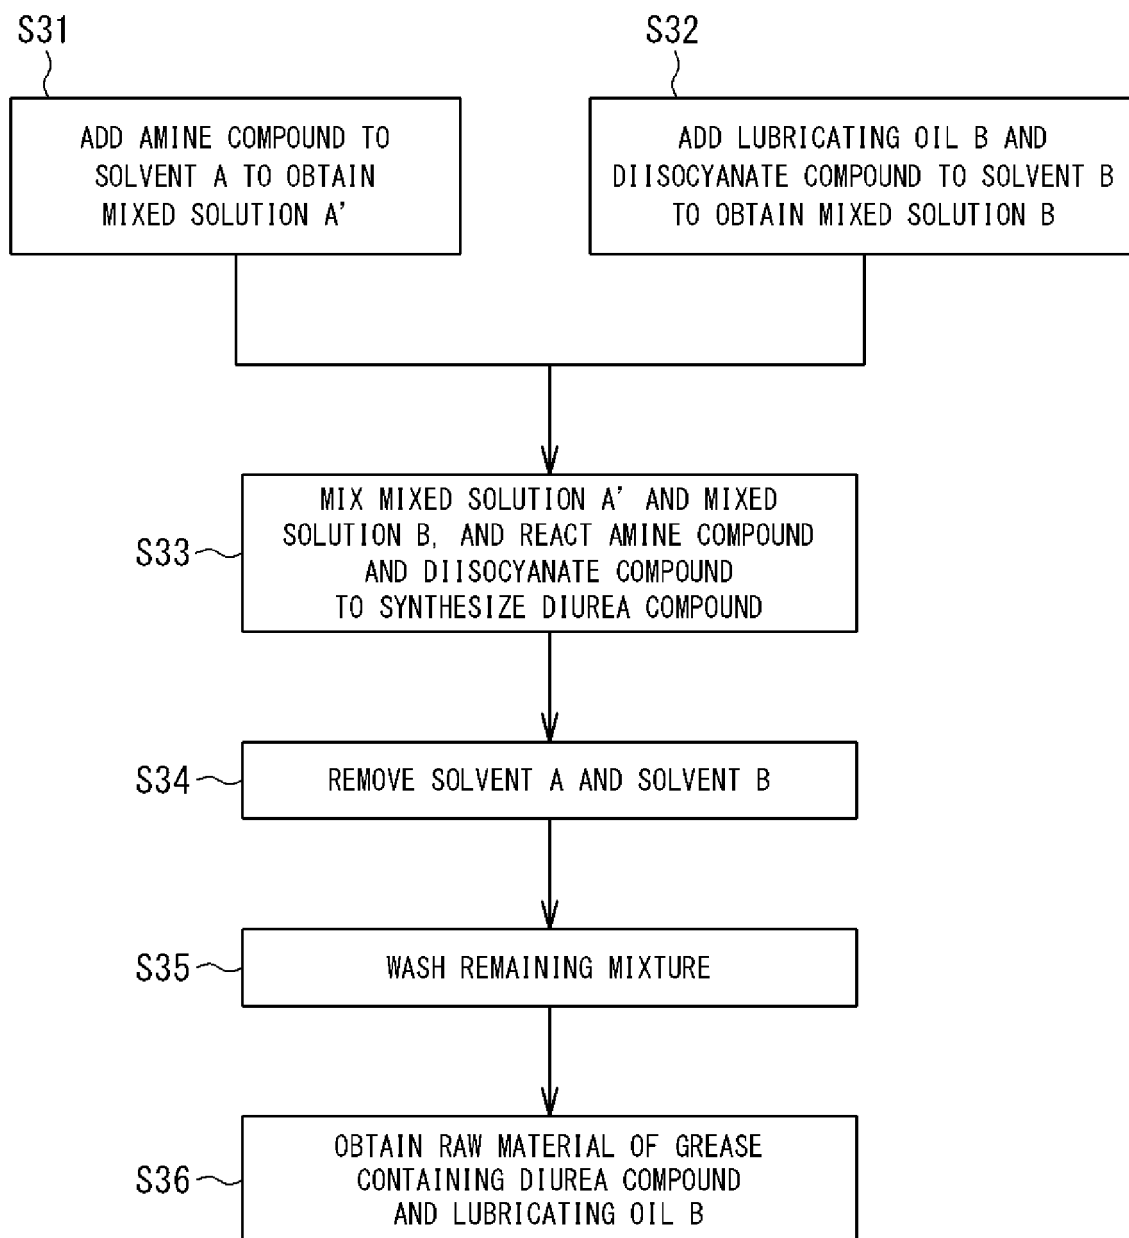 S31
ADD AMINE COMPOUND TO
SOLVENT A TO OBTAIN
MIXED SOLUTION A'
S32
ADD LUBRICATING OIL B AND
DIISOCYANATE COMPOUND TO SOLVENT B
TO OBTAIN MIXED SOLUTION B
S33
MIX MIXED SOLUTION A' AND MIXED
SOLUTION B, AND REACT AMINE COMPOUND
AND DIISOCYANATE COMPOUND
TO SYNTHESIZE DIUREA COMPOUND
S34
REMOVE SOLVENT A AND SOLVENT B
S35
WASH REMAINING MIXTURE
S36
OBTAIN RAW MATERIAL OF GREASE
CONTAINING DIUREA COMPOUND
AND LUBRICATING OIL B